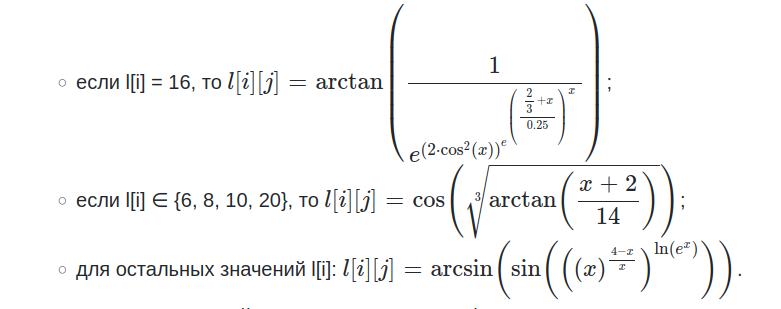 если l[i] = 16, то l[i][j] = arctan(1 / e^{(2·cos²(x))^{e^{((2/3 + x) / 0.25)^x}}});
если l[i] ∈ {6, 8, 10, 20}, то l[i][j] = cos(∛(arctan((x + 2) / 14)));
для остальных значений l[i]: l[i][j] = arcsin(sin(((x)^{(4−x)/x})^{ln(e^x)})).